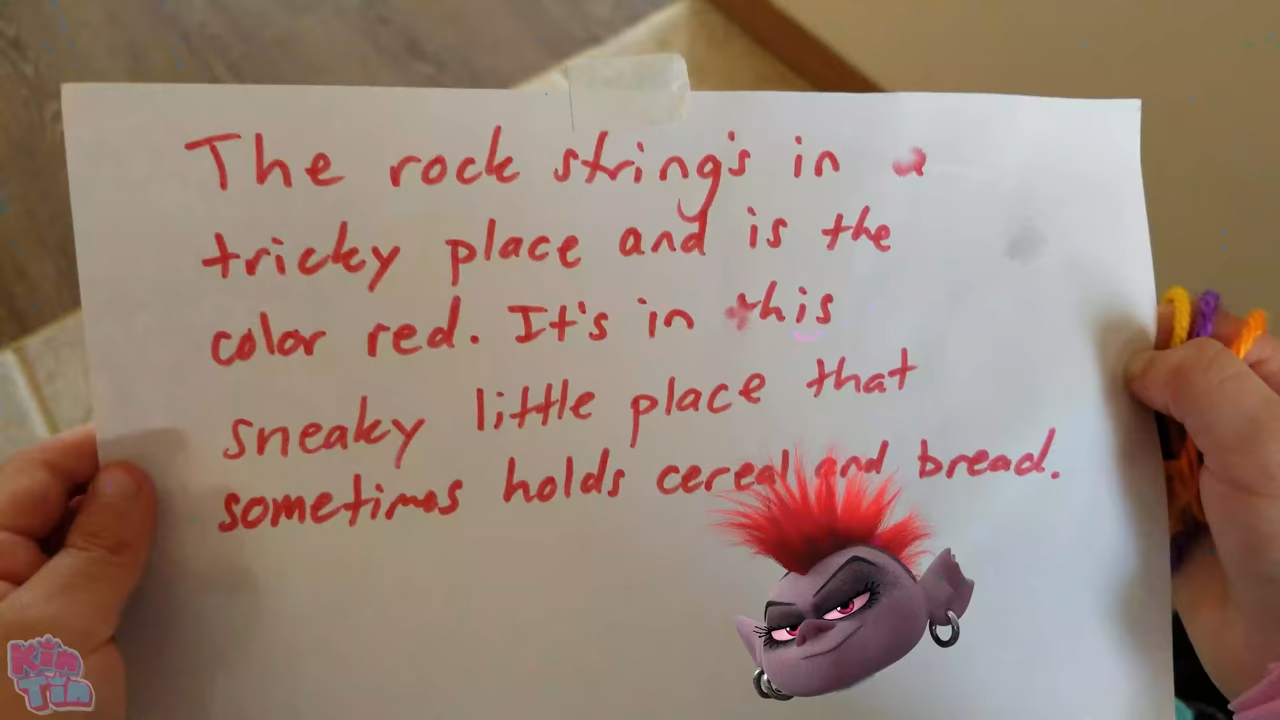 The rock string's in a
tricky place and is the
color red. It's in this
sneaky little place that
sometimes holds cereal and bread.
Kin
Tin